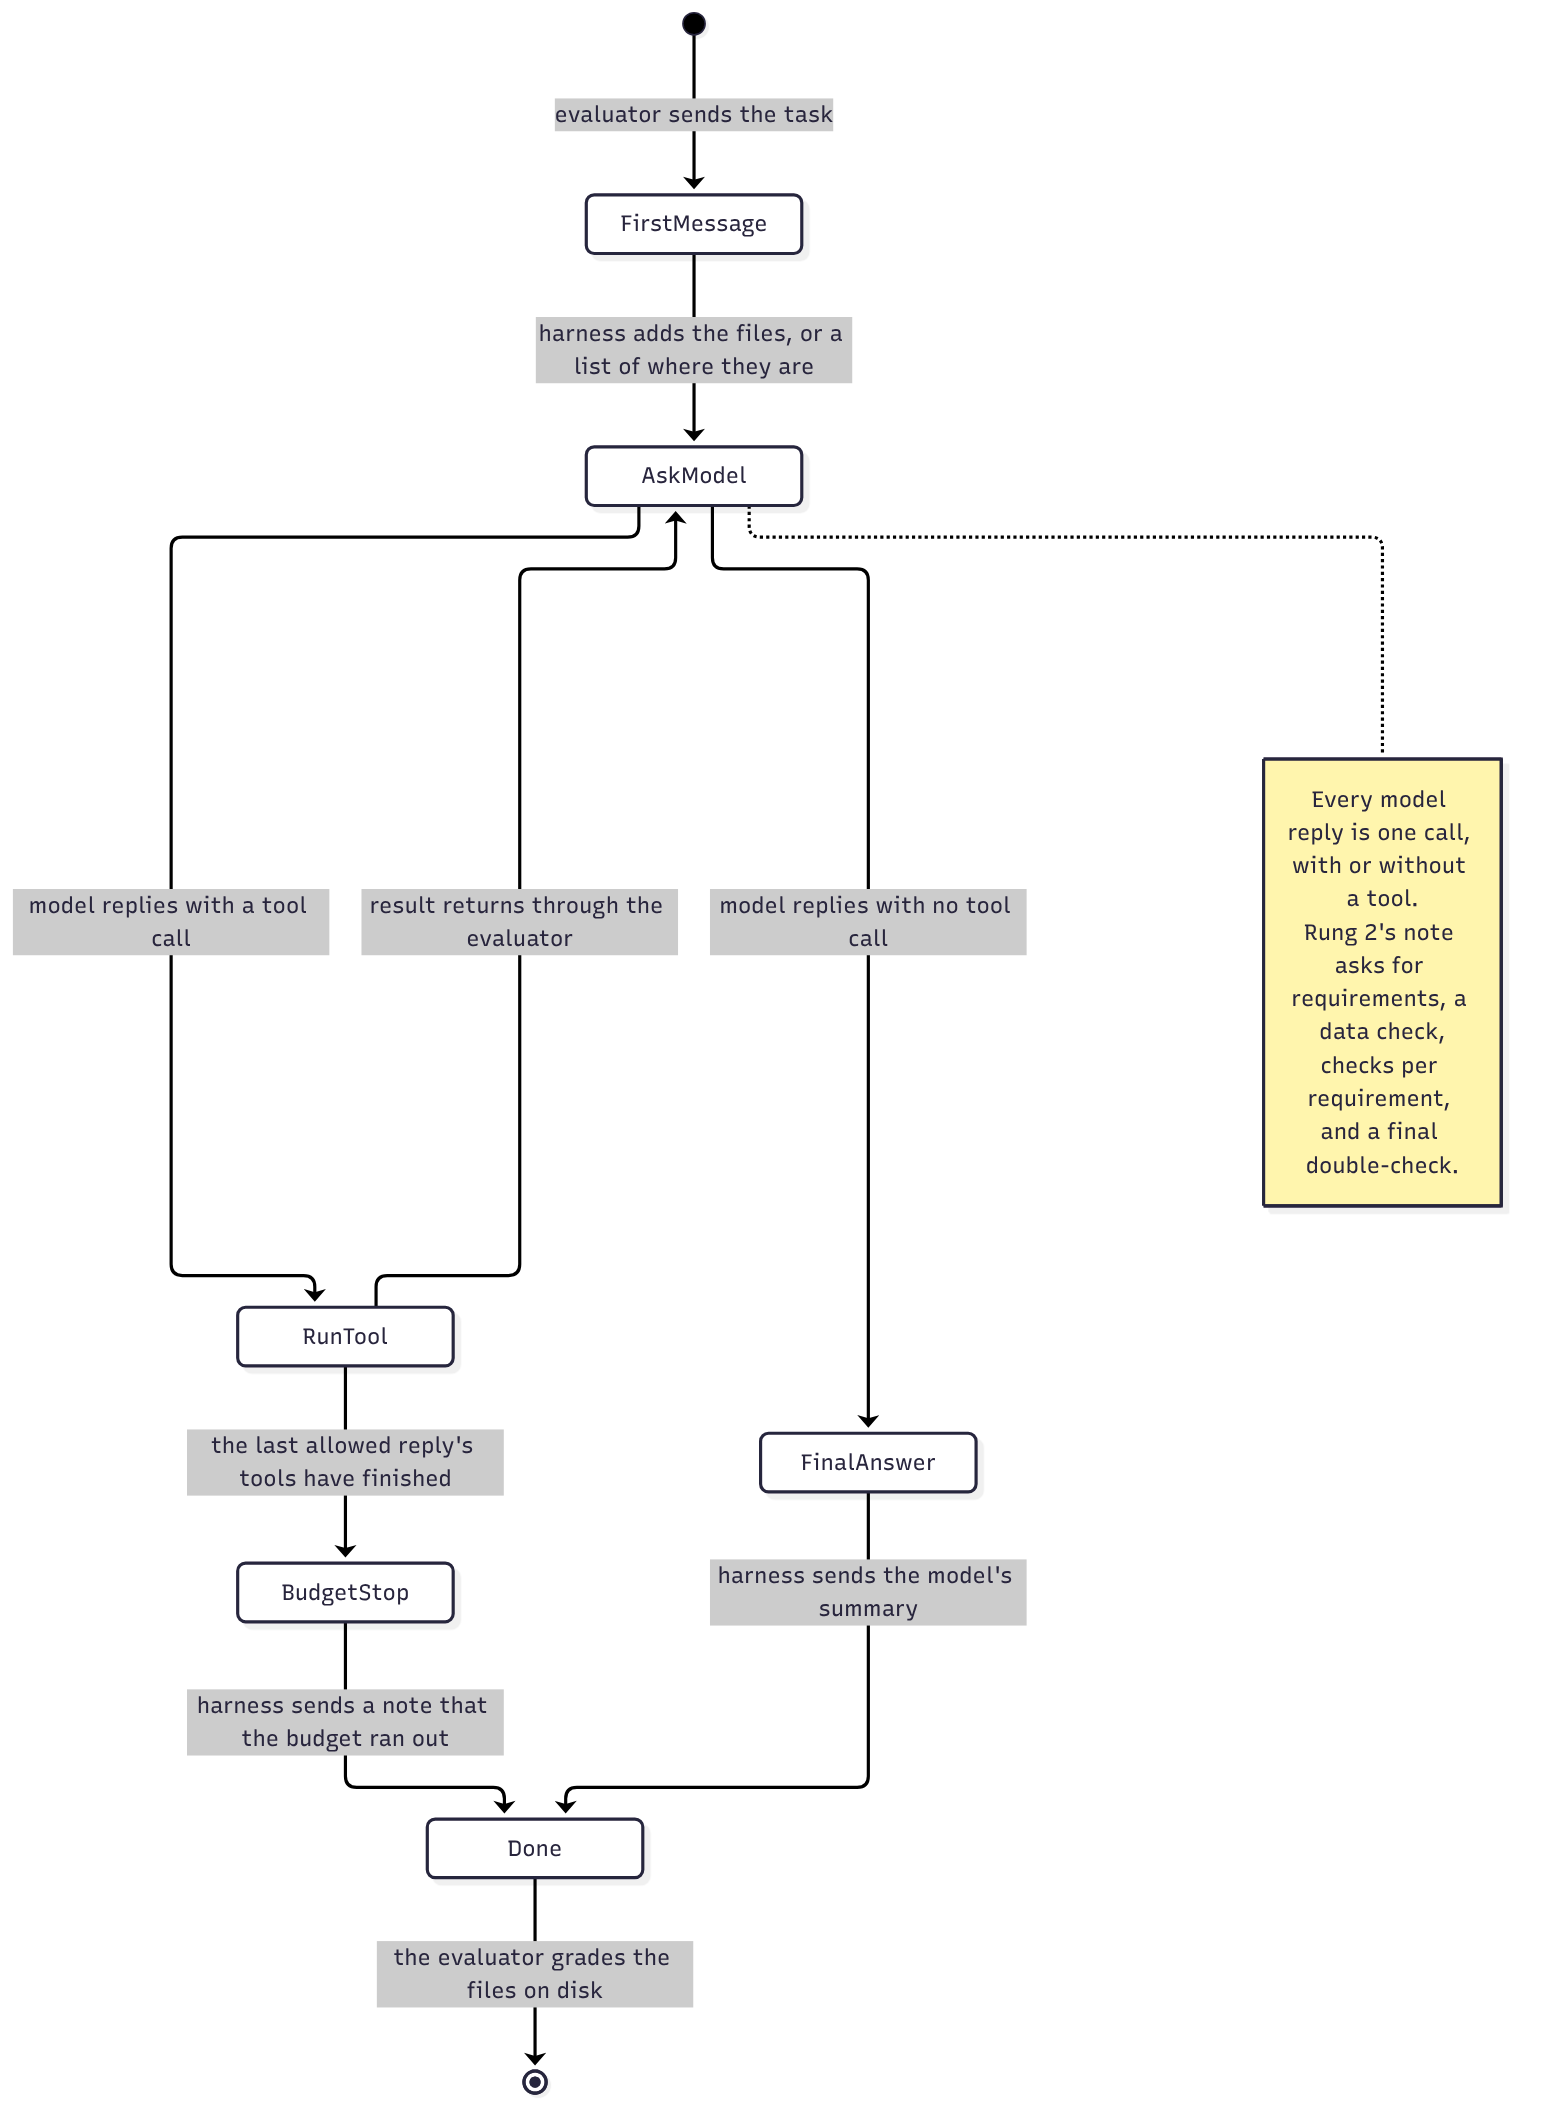 evaluator sends the task
FirstMessage
harness adds the files, or a
list of where they are
AskModel
model replies with a tool
call
result returns through the
evaluator
model replies with no tool
call
Every model
reply is one call,
with or without
a tool.
Rung 2's note
asks for
requirements, a
data check,
checks per
requirement,
and a final
double-check.
RunTool
the last allowed reply's
tools have finished
FinalAnswer
BudgetStop
harness sends the model's
summary
harness sends a note that
the budget ran out
Done
the evaluator grades the
files on disk